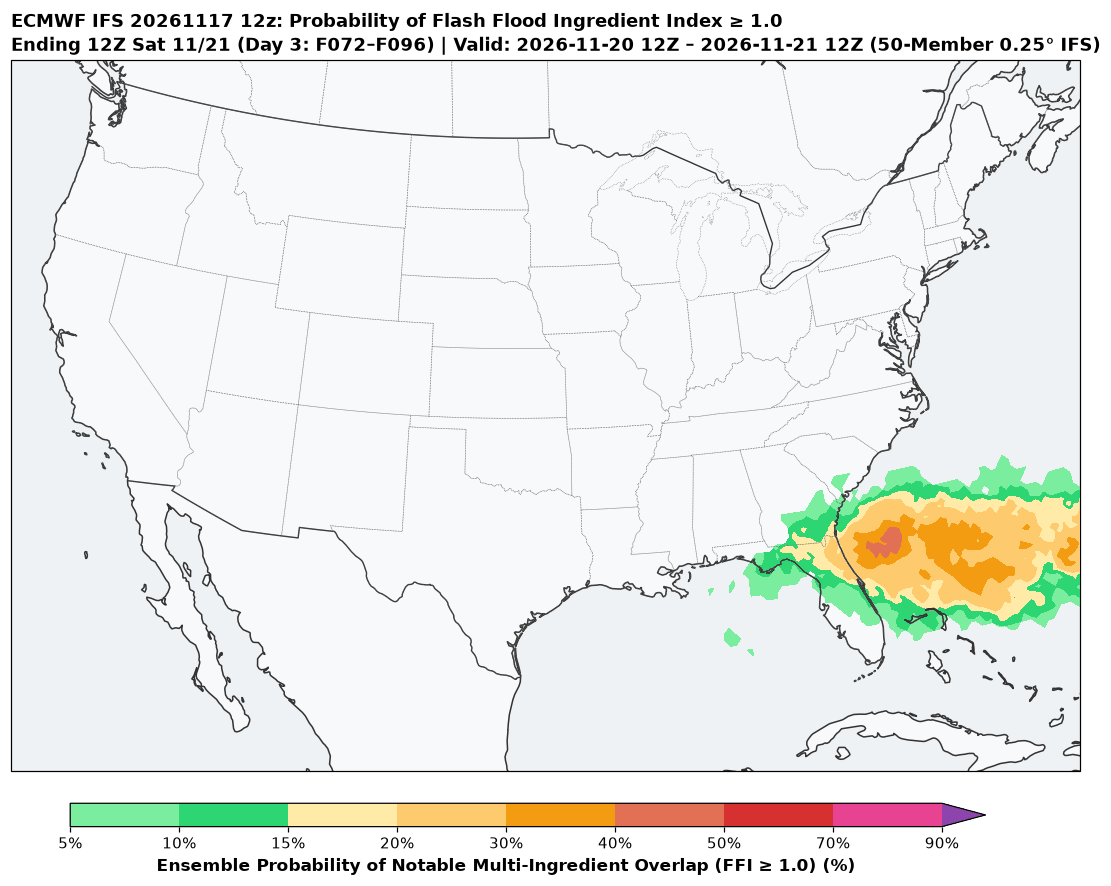 ECMWF IFS 20261117 12z: Probability of Flash Flood Ingredient Index ≥ 1.0
Ending 12Z Sat 11/21 (Day 3: F072–F096) | Valid: 2026-11-20 12Z – 2026-11-21 12Z (50-Member 0.25° IFS)
5% 10% 15% 20% 30% 40% 50% 70% 90%
Ensemble Probability of Notable Multi-Ingredient Overlap (FFI ≥ 1.0) (%)